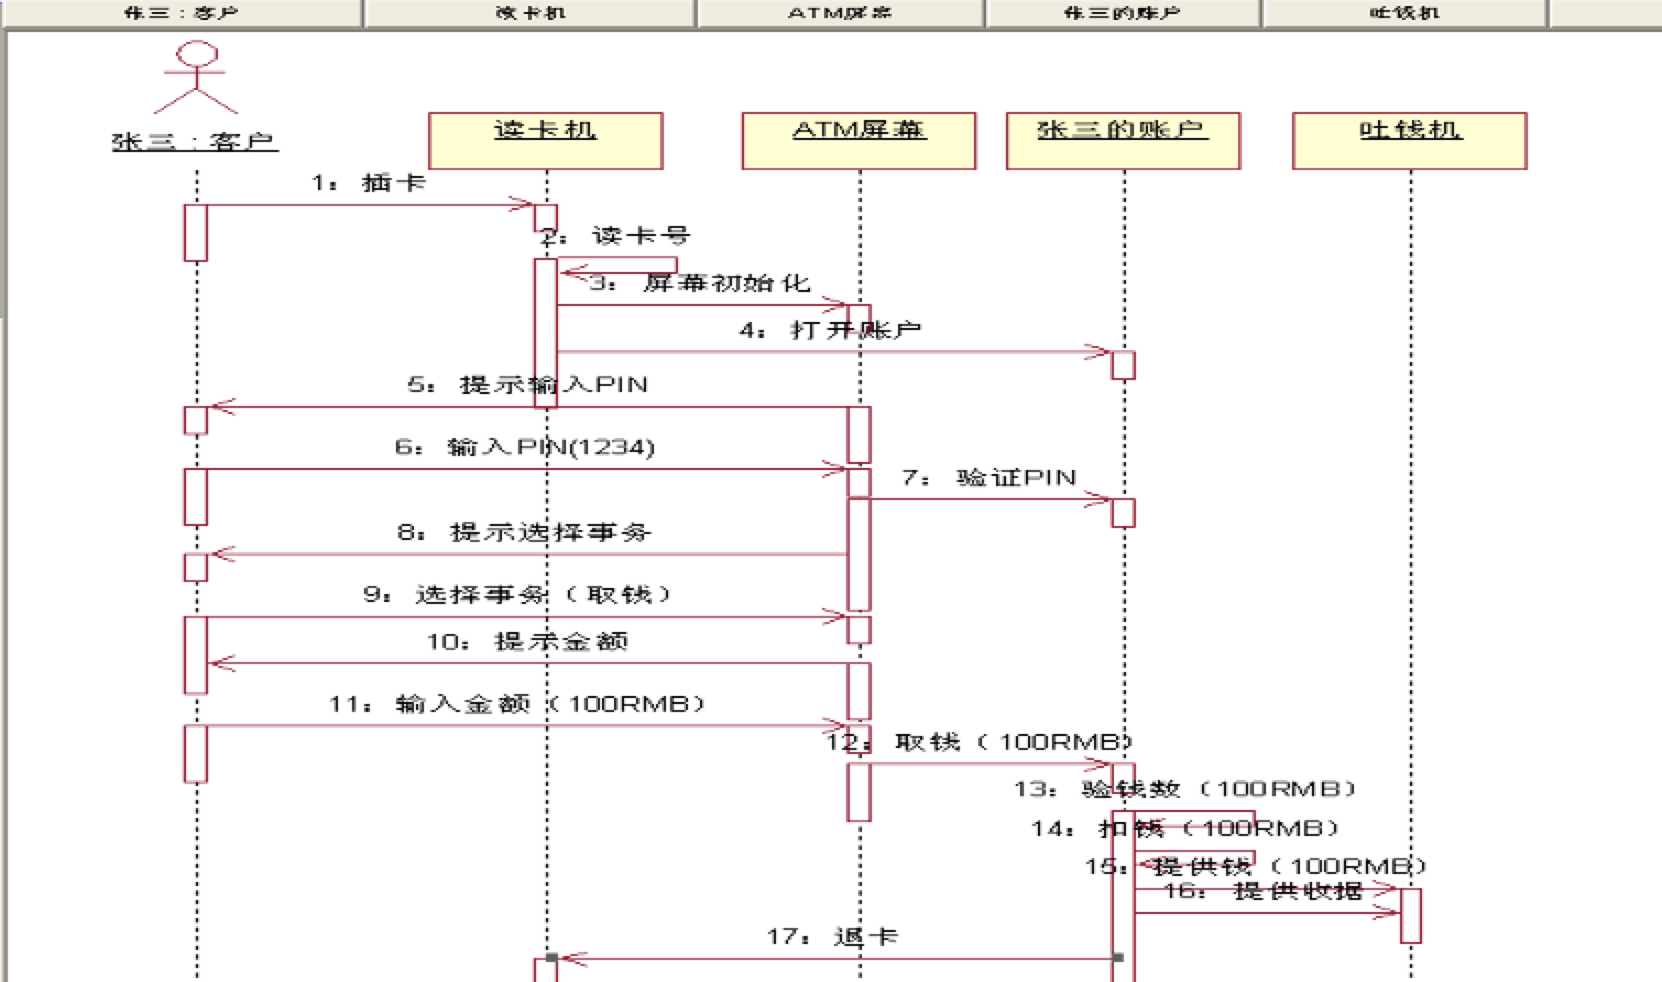 张三：客户 读卡机 ATM屏幕 张三的账户 吐钱机
张三：客户 读卡机 ATM屏幕 张三的账户 吐钱机
1: 插卡
2: 读卡号
3: 屏幕初始化
4: 打开账户
5: 提示输入PIN
6: 输入PIN(1234)
7: 验证PIN
8: 提示选择事务
9: 选择事务（取钱）
10: 提示金额
11: 输入金额（100RMB）
12: 取钱（100RMB）
13: 验钱数（100RMB）
14: 扣钱（100RMB）
15: 提供钱（100RMB）
16: 提供收据
17: 退卡